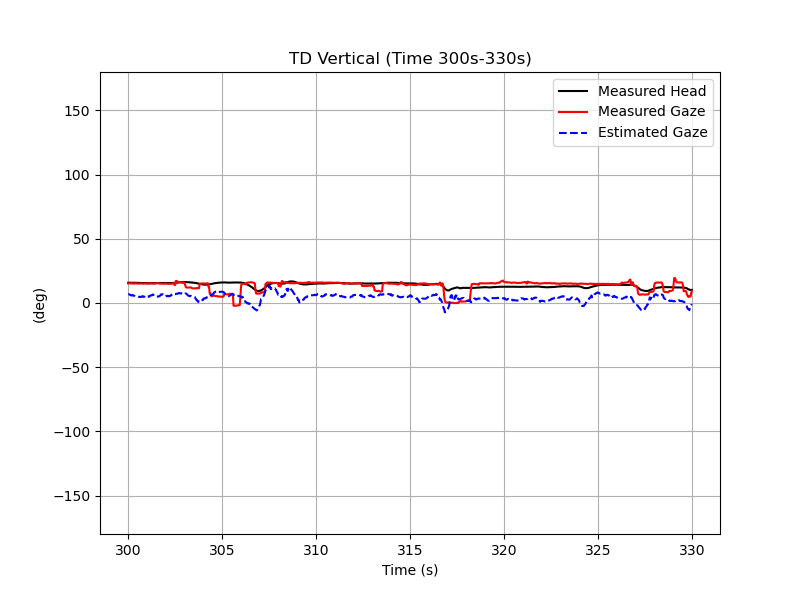 TD Vertical (Time 300s-330s)
Measured Head
Measured Gaze
Estimated Gaze
150
100
50
0
−50
−100
−150
(deg)
300 305 310 315 320 325 330
Time (s)